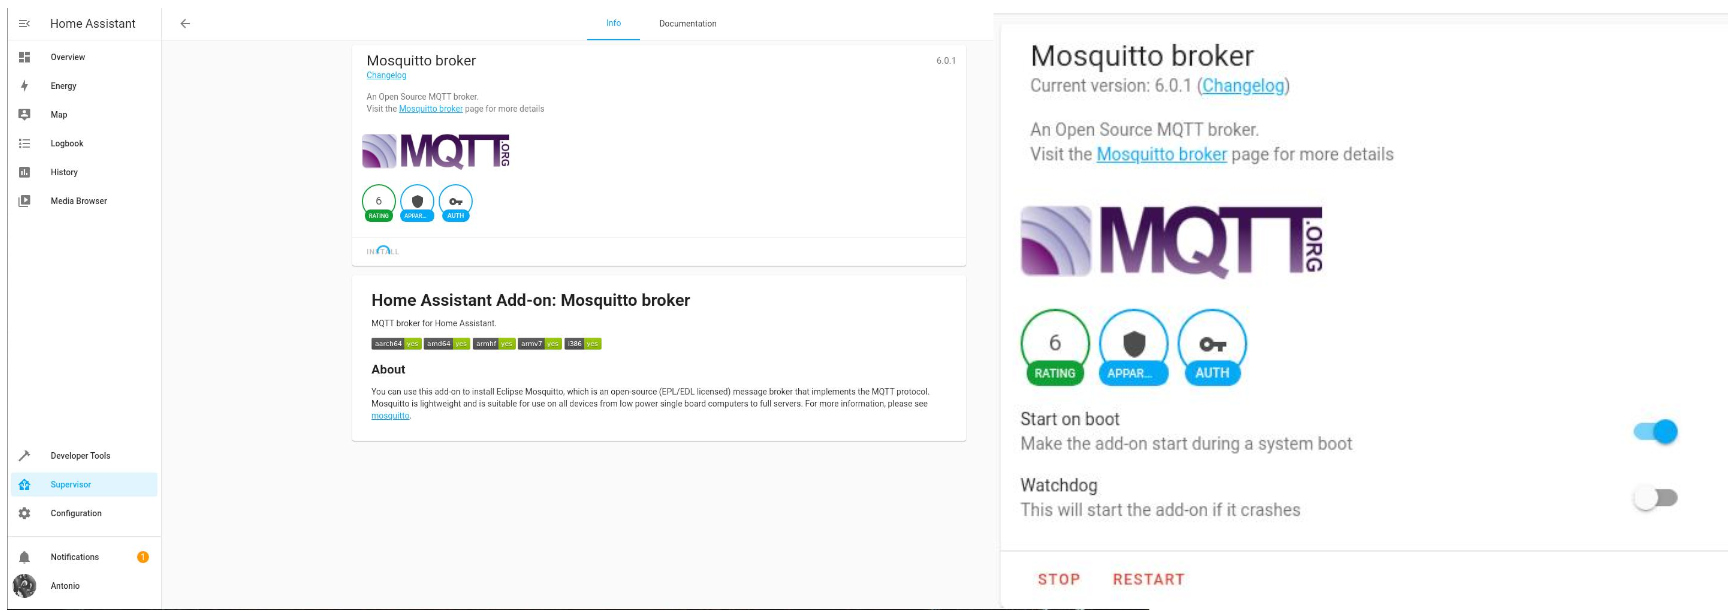 Home Assistant
Overview
Energy
Map
Logbook
History
Media Browser
Developer Tools
Supervisor
Configuration
Notifications 1
Antonio
Info Documentation
Mosquitto broker 6.0.1
Changelog
An Open Source MQTT broker.
Visit the Mosquitto broker page for more details
MQTT.ORG
6
RATING
APPAR...
AUTH
INSTALL
Home Assistant Add-on: Mosquitto broker
MQTT broker for Home Assistant.
aarch64 yes amd64 yes armhf yes armv7 yes i386 yes
About
You can use this add-on to install Eclipse Mosquitto, which is an open-source (EPL/EDL licensed) message broker that implements the MQTT protocol.
Mosquitto is lightweight and is suitable for use on all devices from low power single board computers to full servers. For more information, please see
mosquitto.
Mosquitto broker
Current version: 6.0.1 (Changelog)
An Open Source MQTT broker.
Visit the Mosquitto broker page for more details
MQTT.ORG
6
RATING
APPAR...
AUTH
Start on boot
Make the add-on start during a system boot
Watchdog
This will start the add-on if it crashes
STOP RESTART